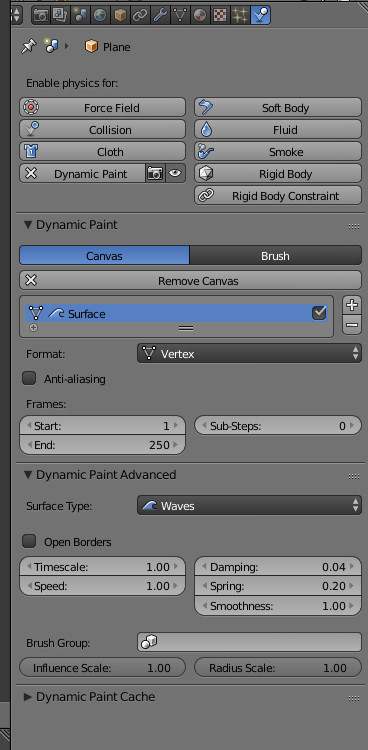 Plane
Enable physics for:
Force Field
Soft Body
Collision
Fluid
Cloth
Smoke
Dynamic Paint
Rigid Body
Rigid Body Constraint
Dynamic Paint
Canvas
Brush
Remove Canvas
Surface
Format:
Vertex
Anti-aliasing
Frames:
Start: 1
Sub-Steps: 0
End: 250
Dynamic Paint Advanced
Surface Type:
Waves
Open Borders
Timescale: 1.00
Damping: 0.04
Speed: 1.00
Spring: 0.20
Smoothness: 1.00
Brush Group:
Influence Scale: 1.00
Radius Scale: 1.00
Dynamic Paint Cache